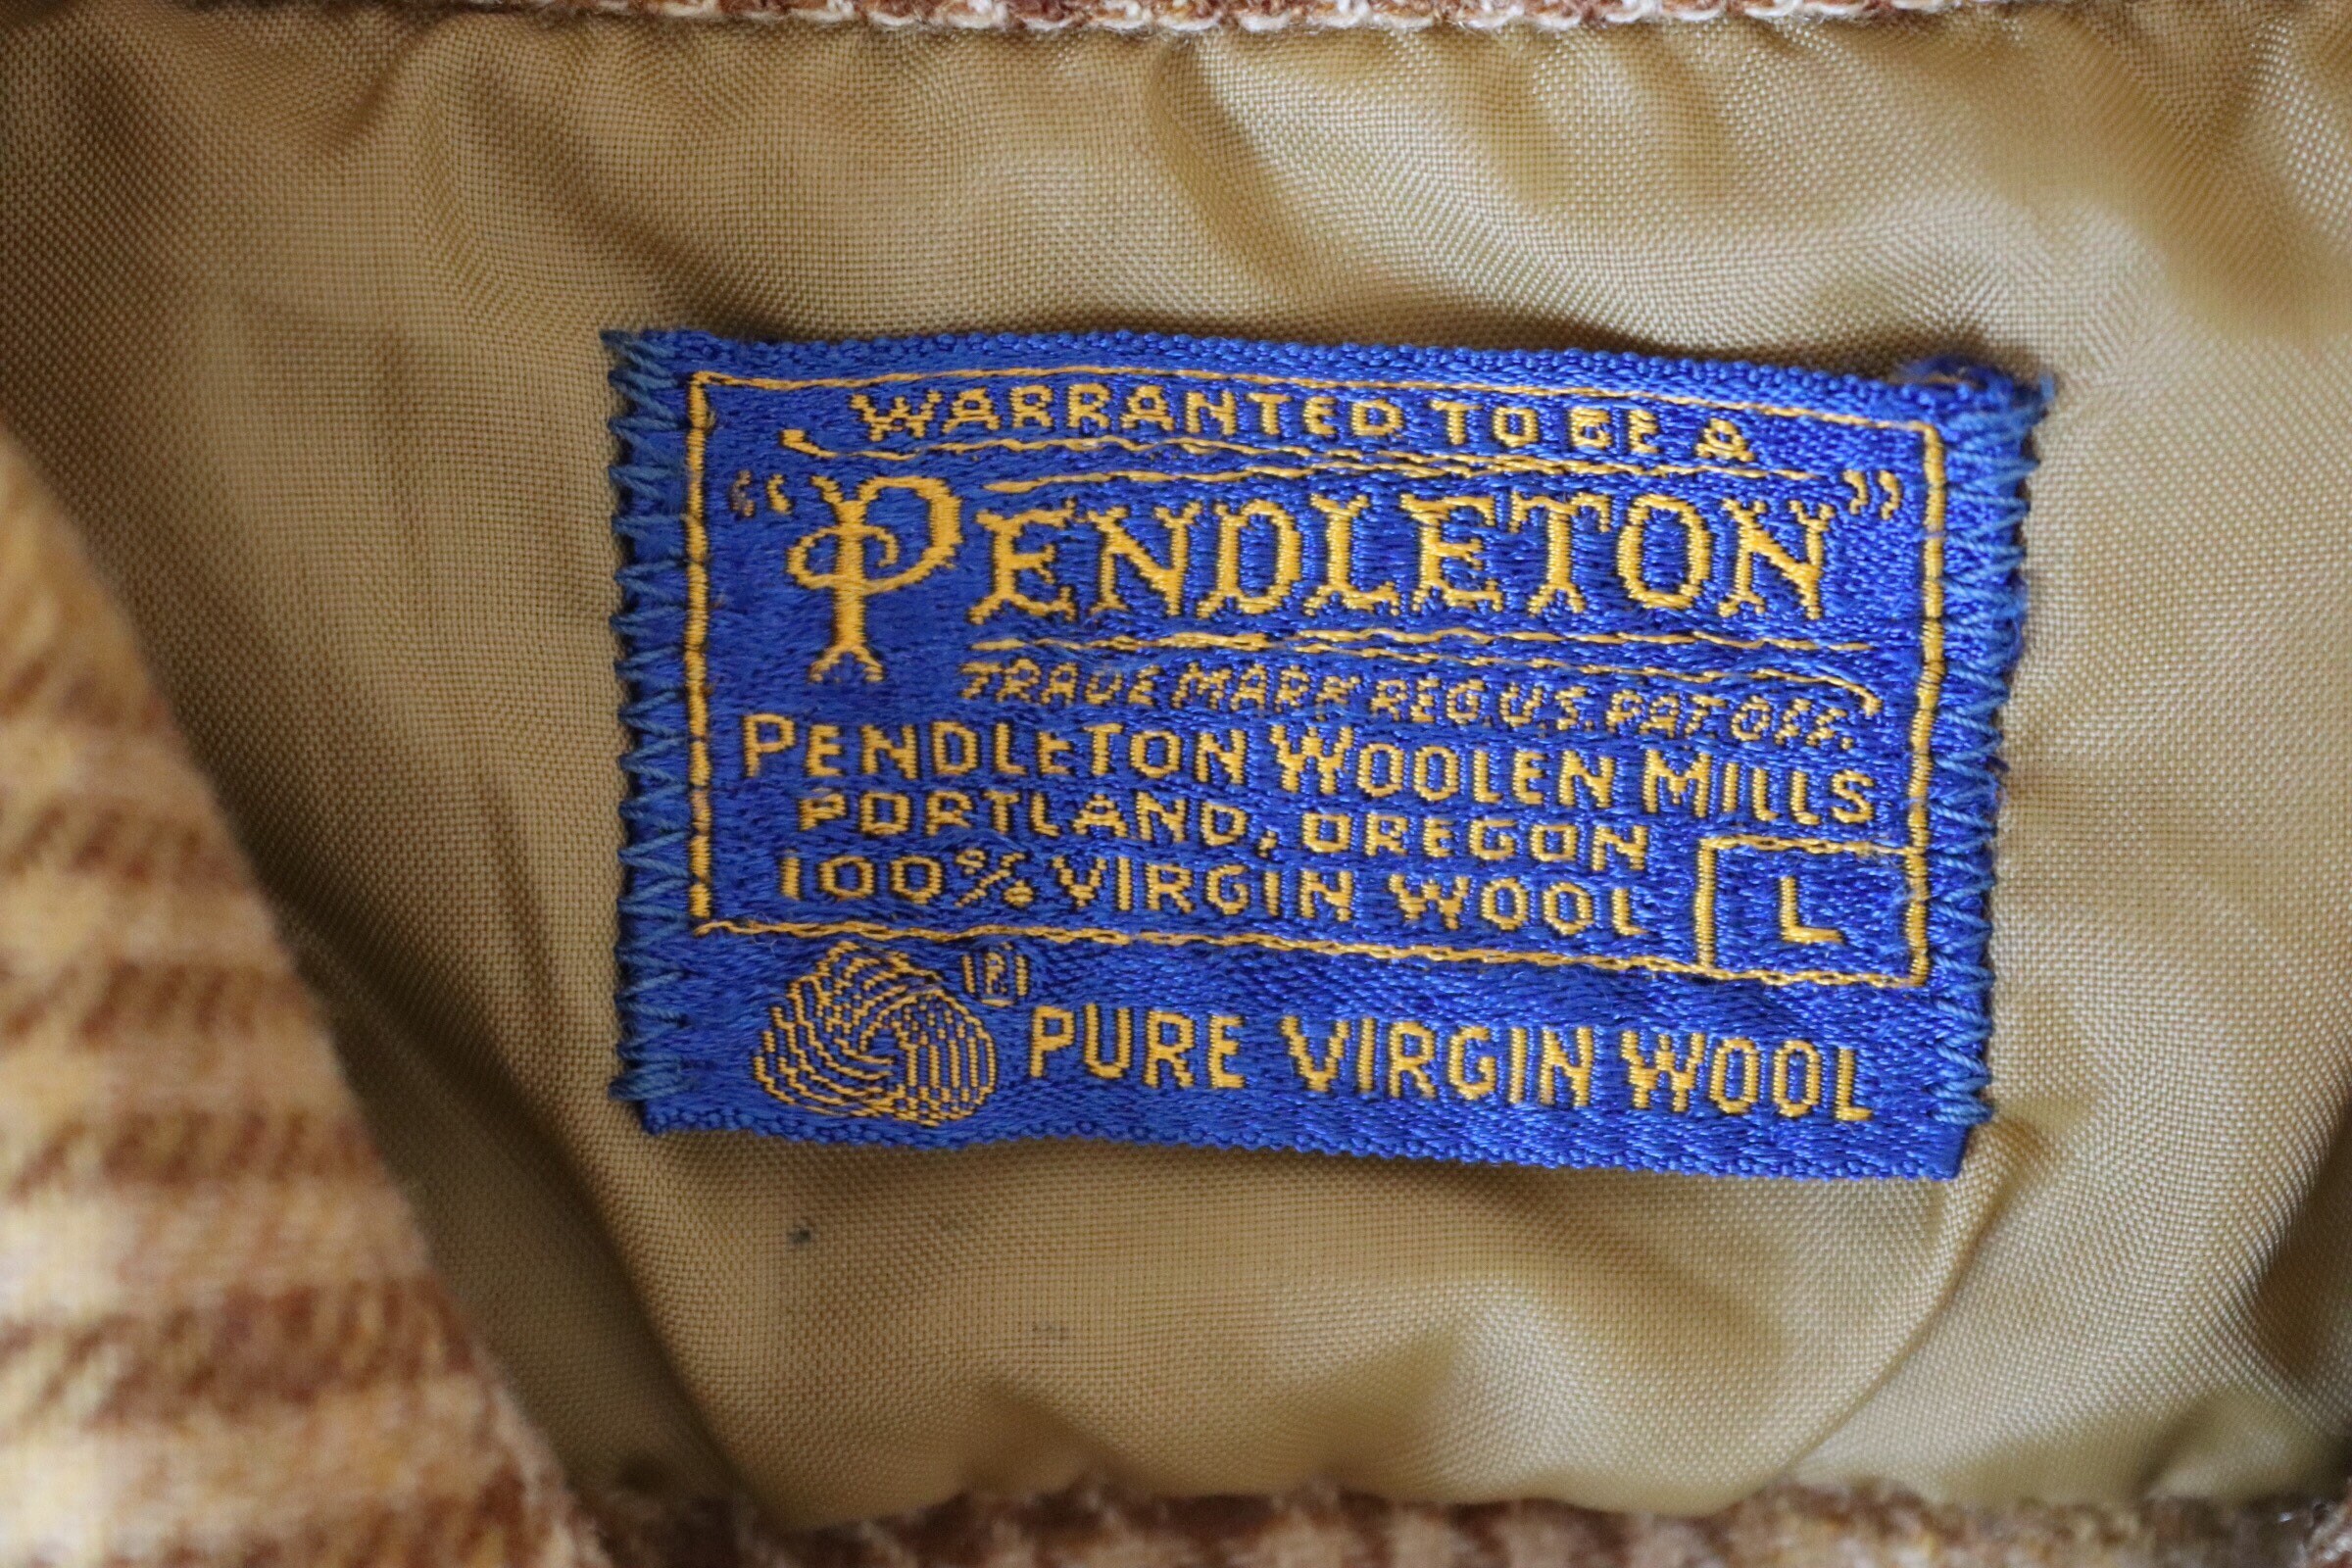 WARRANTED TO BE A
"PENDLETON"
TRADE MARK REG. U.S. PAT. OFF.
PENDLETON WOOLEN MILLS
PORTLAND, OREGON
100% VIRGIN WOOL L
® PURE VIRGIN WOOL